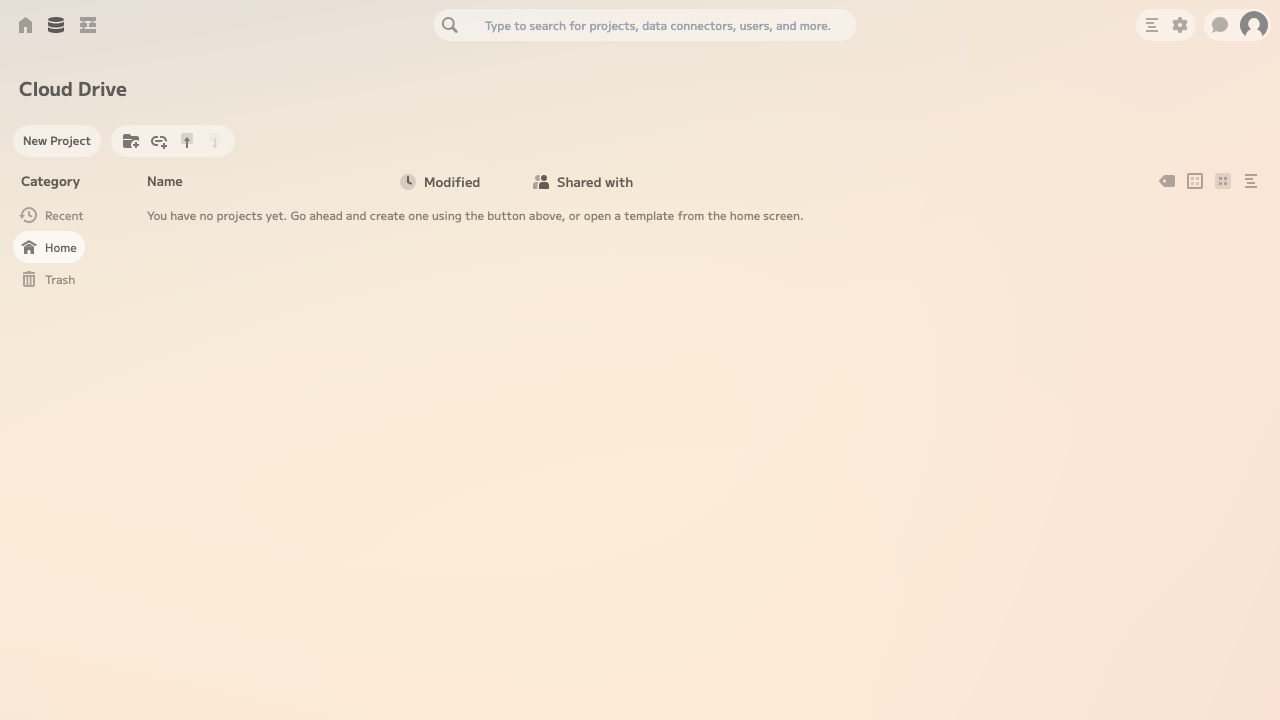 Type to search for projects, data connectors, users, and more.
Cloud Drive
New Project
Category
Name
Modified
Shared with
Recent
You have no projects yet. Go ahead and create one using the button above, or open a template from the home screen.
Home
Trash